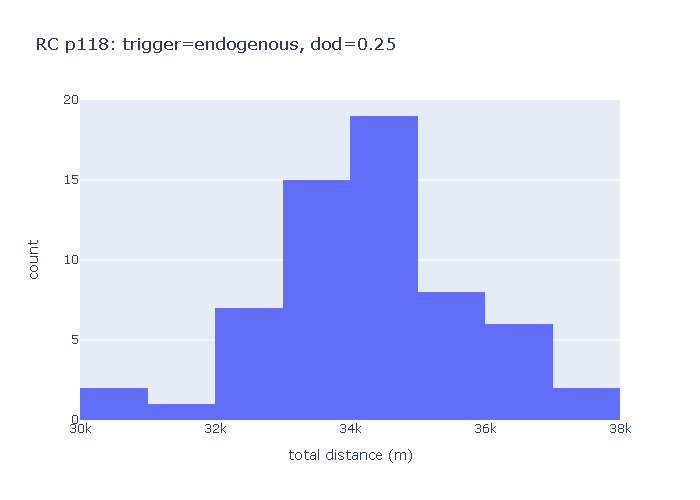 RC p118: trigger=endogenous, dod=0.25
20
15
10
5
0
count
30k
32k
34k
36k
38k
total distance (m)